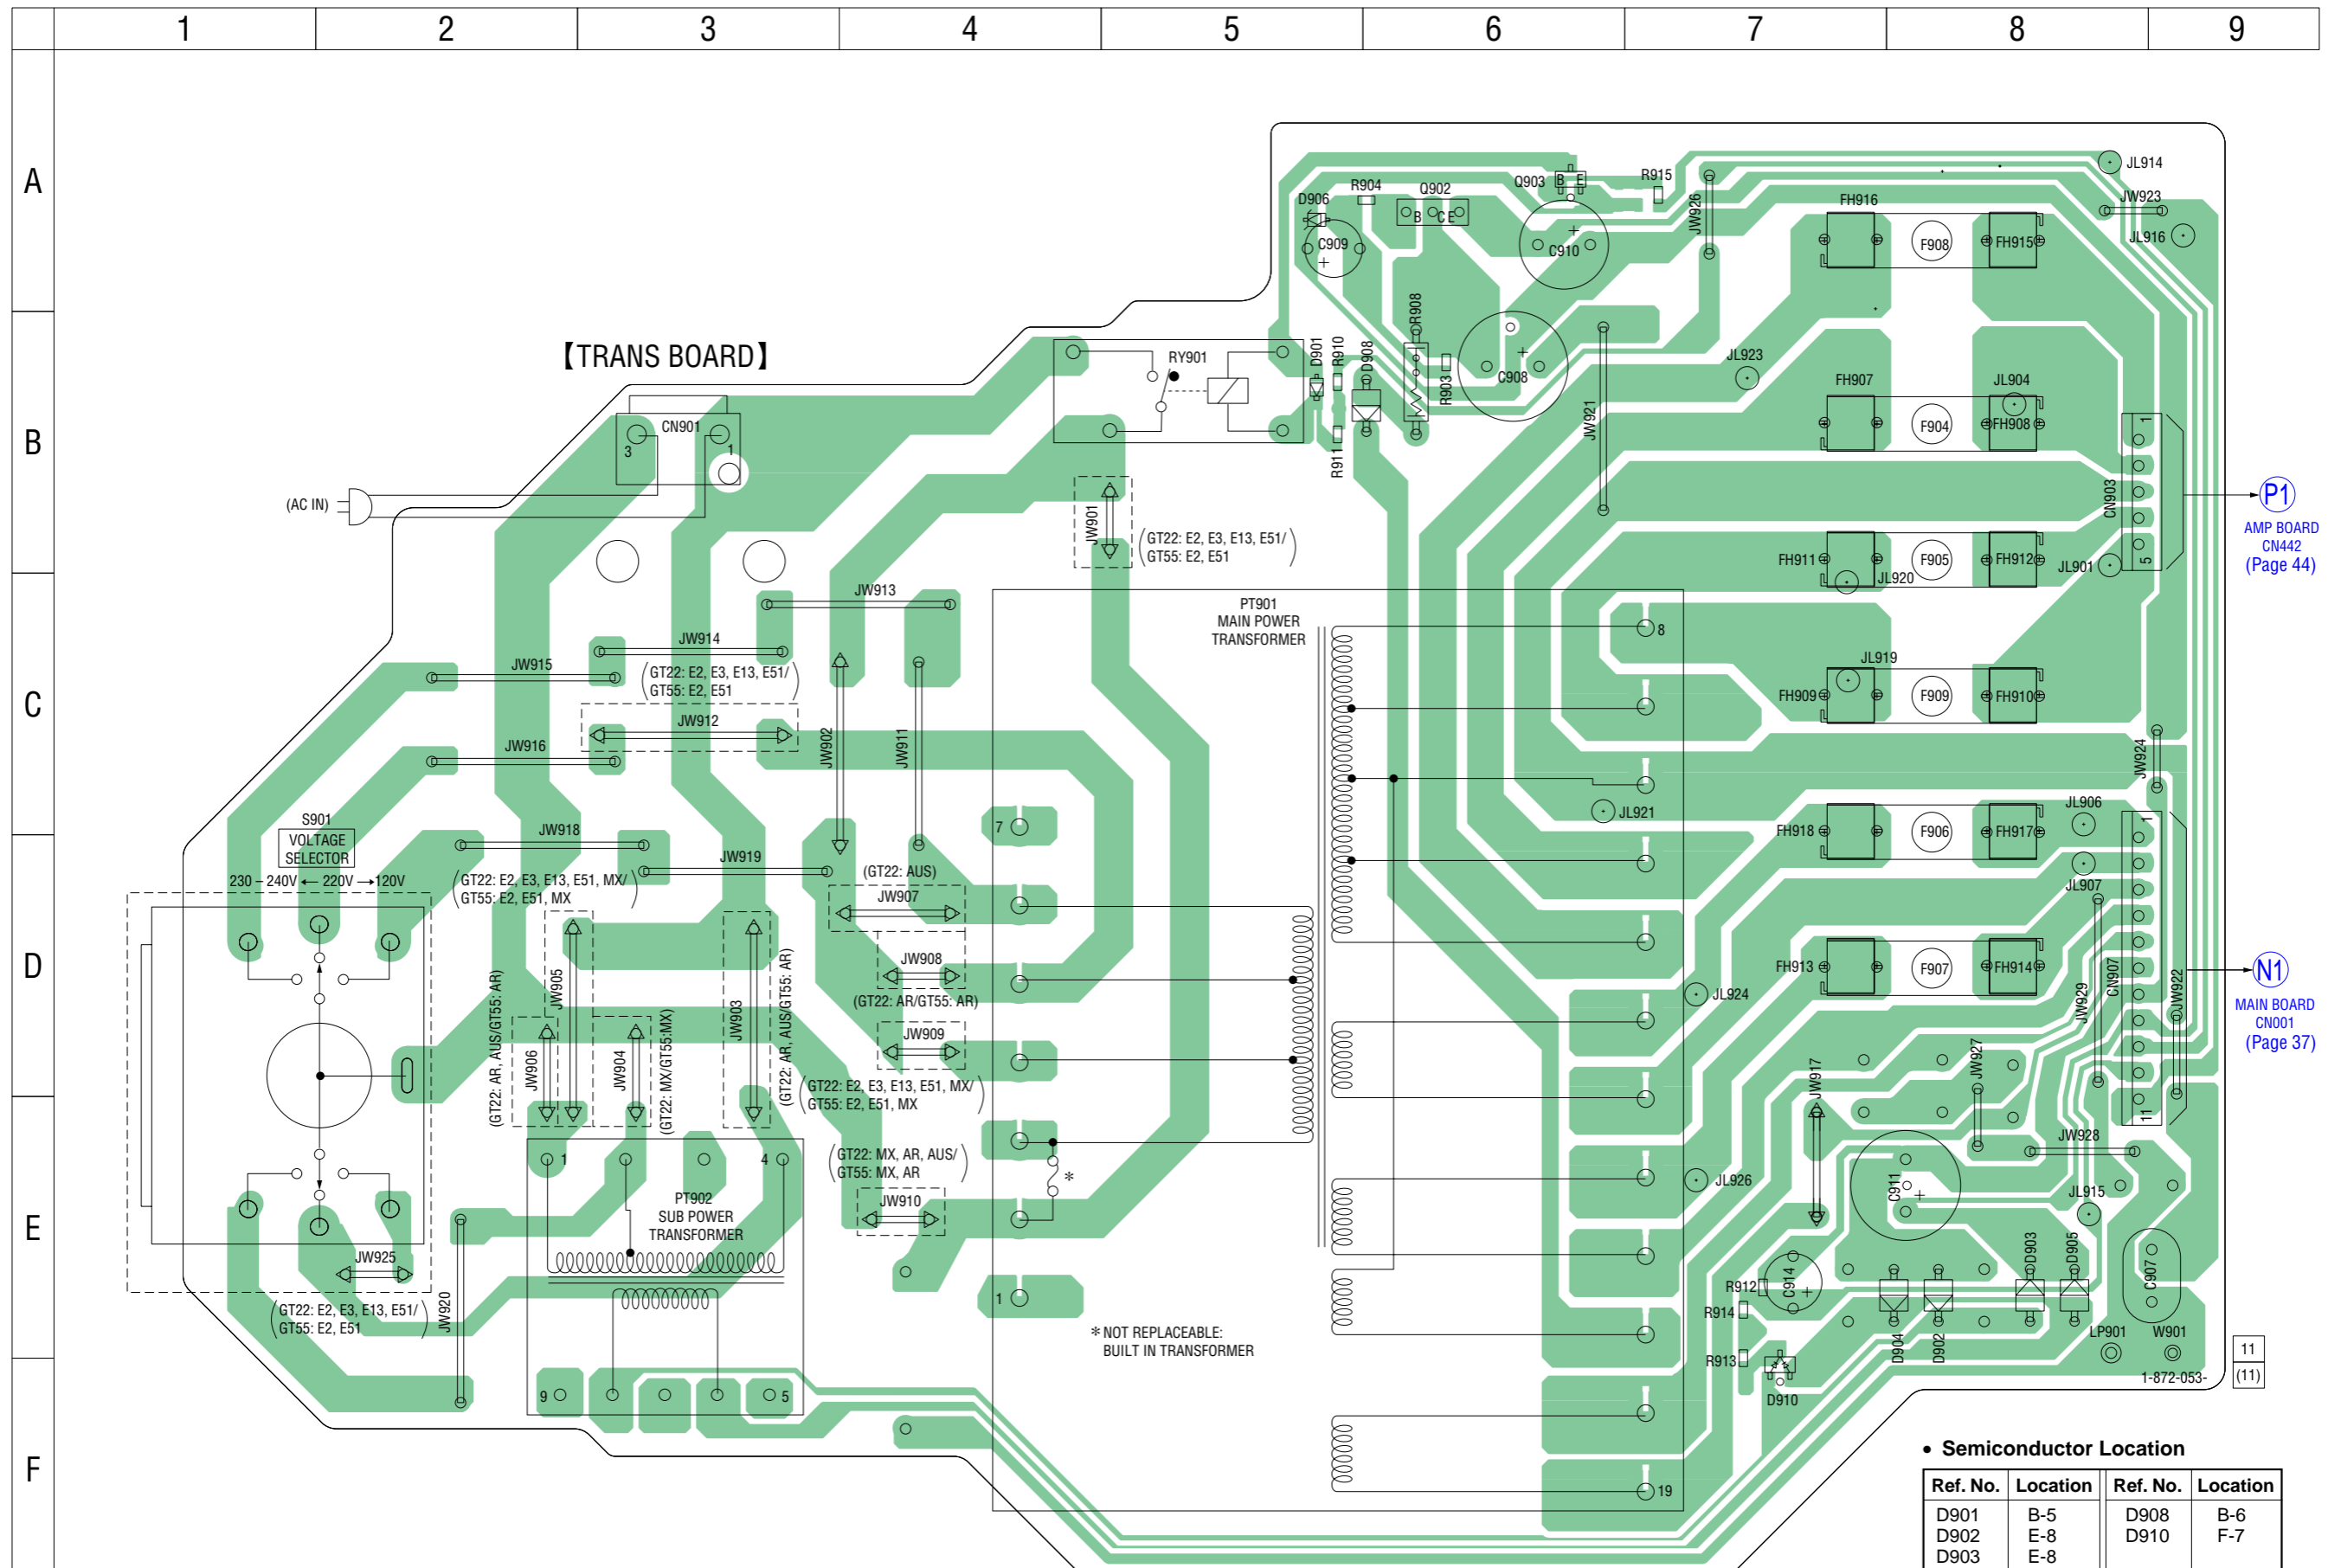 1 2 3 4 5 6 7 8 9
A
B
C
D
E
F
【TRANS BOARD】
D906
R904
Q902
B C E
Q903
B E
R915
C909
+
C910
+
JW926
FH916
F908
FH915
JL914
JW923
JL916
RY901
D901
R910
R911
D908
R908
R903
C908
+
JW921
JL923
FH907
F904
JL904
FH908
1
CN903
5
P1
AMP BOARD
CN442
(Page 44)
CN901
3
1
(AC IN)
JW901
(GT22: E2, E3, E13, E51/
GT55: E2, E51)
FH911
F905
FH912
JL920
JL901
JW913
JW914
(GT22: E2, E3, E13, E51/
GT55: E2, E51)
JW915
JW912
JW916
JW902
JW911
PT901
MAIN POWER
TRANSFORMER
8
JL919
FH909
F909
FH910
JW924
JL921
7
S901
VOLTAGE
SELECTOR
230 – 240V ← 220V → 120V
JW918
JW919
(GT22: E2, E3, E13, E51, MX/
GT55: E2, E51, MX)
(GT22: AUS)
JW907
JW908
(GT22: AR/GT55: AR)
JW909
(GT22: E2, E3, E13, E51, MX/
GT55: E2, E51, MX)
FH918
F906
FH917
JL906
JL907
1
CN907
11
FH913
F907
FH914
JL924
JW929
JW922
N1
MAIN BOARD
CN001
(Page 37)
(GT22: AR, AUS/GT55: AR)
JW905
JW906
JW904
(GT22: MX/GT55:MX)
JW903
(GT22: AR, AUS/GT55: AR)
JW917
JW927
JW928
(GT22: MX, AR, AUS/
GT55: MX, AR)
JW910
*
1
4
PT902
SUB POWER
TRANSFORMER
9
5
JL926
C911
+
JL915
JW925
(GT22: E2, E3, E13, E51/
GT55: E2, E51)
JW920
1
* NOT REPLACEABLE:
BUILT IN TRANSFORMER
R912
C914
+
R914
R913
D910
D904
D902
D903
D905
C907
LP901
W901
1-872-053-
11
(11)
19
• Semiconductor Location
Ref. No. Location Ref. No. Location
D901 B-5 D908 B-6
D902 E-8 D910 F-7
D903 E-8